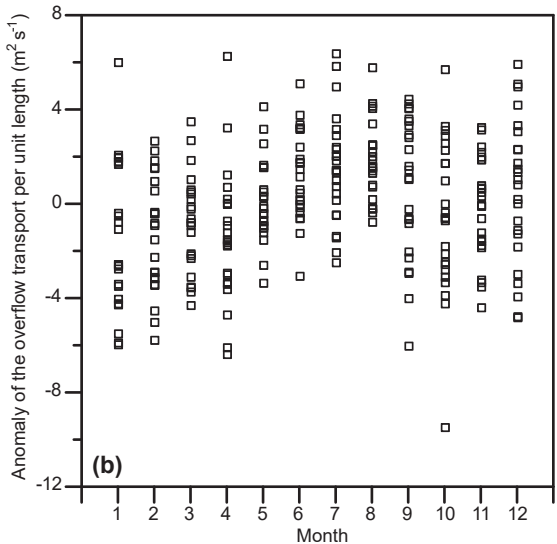 Anomaly of the overflow transport per unit length (m² s⁻¹)
8
4
0
-4
-8
-12
(b)
1 2 3 4 5 6 7 8 9 10 11 12
Month